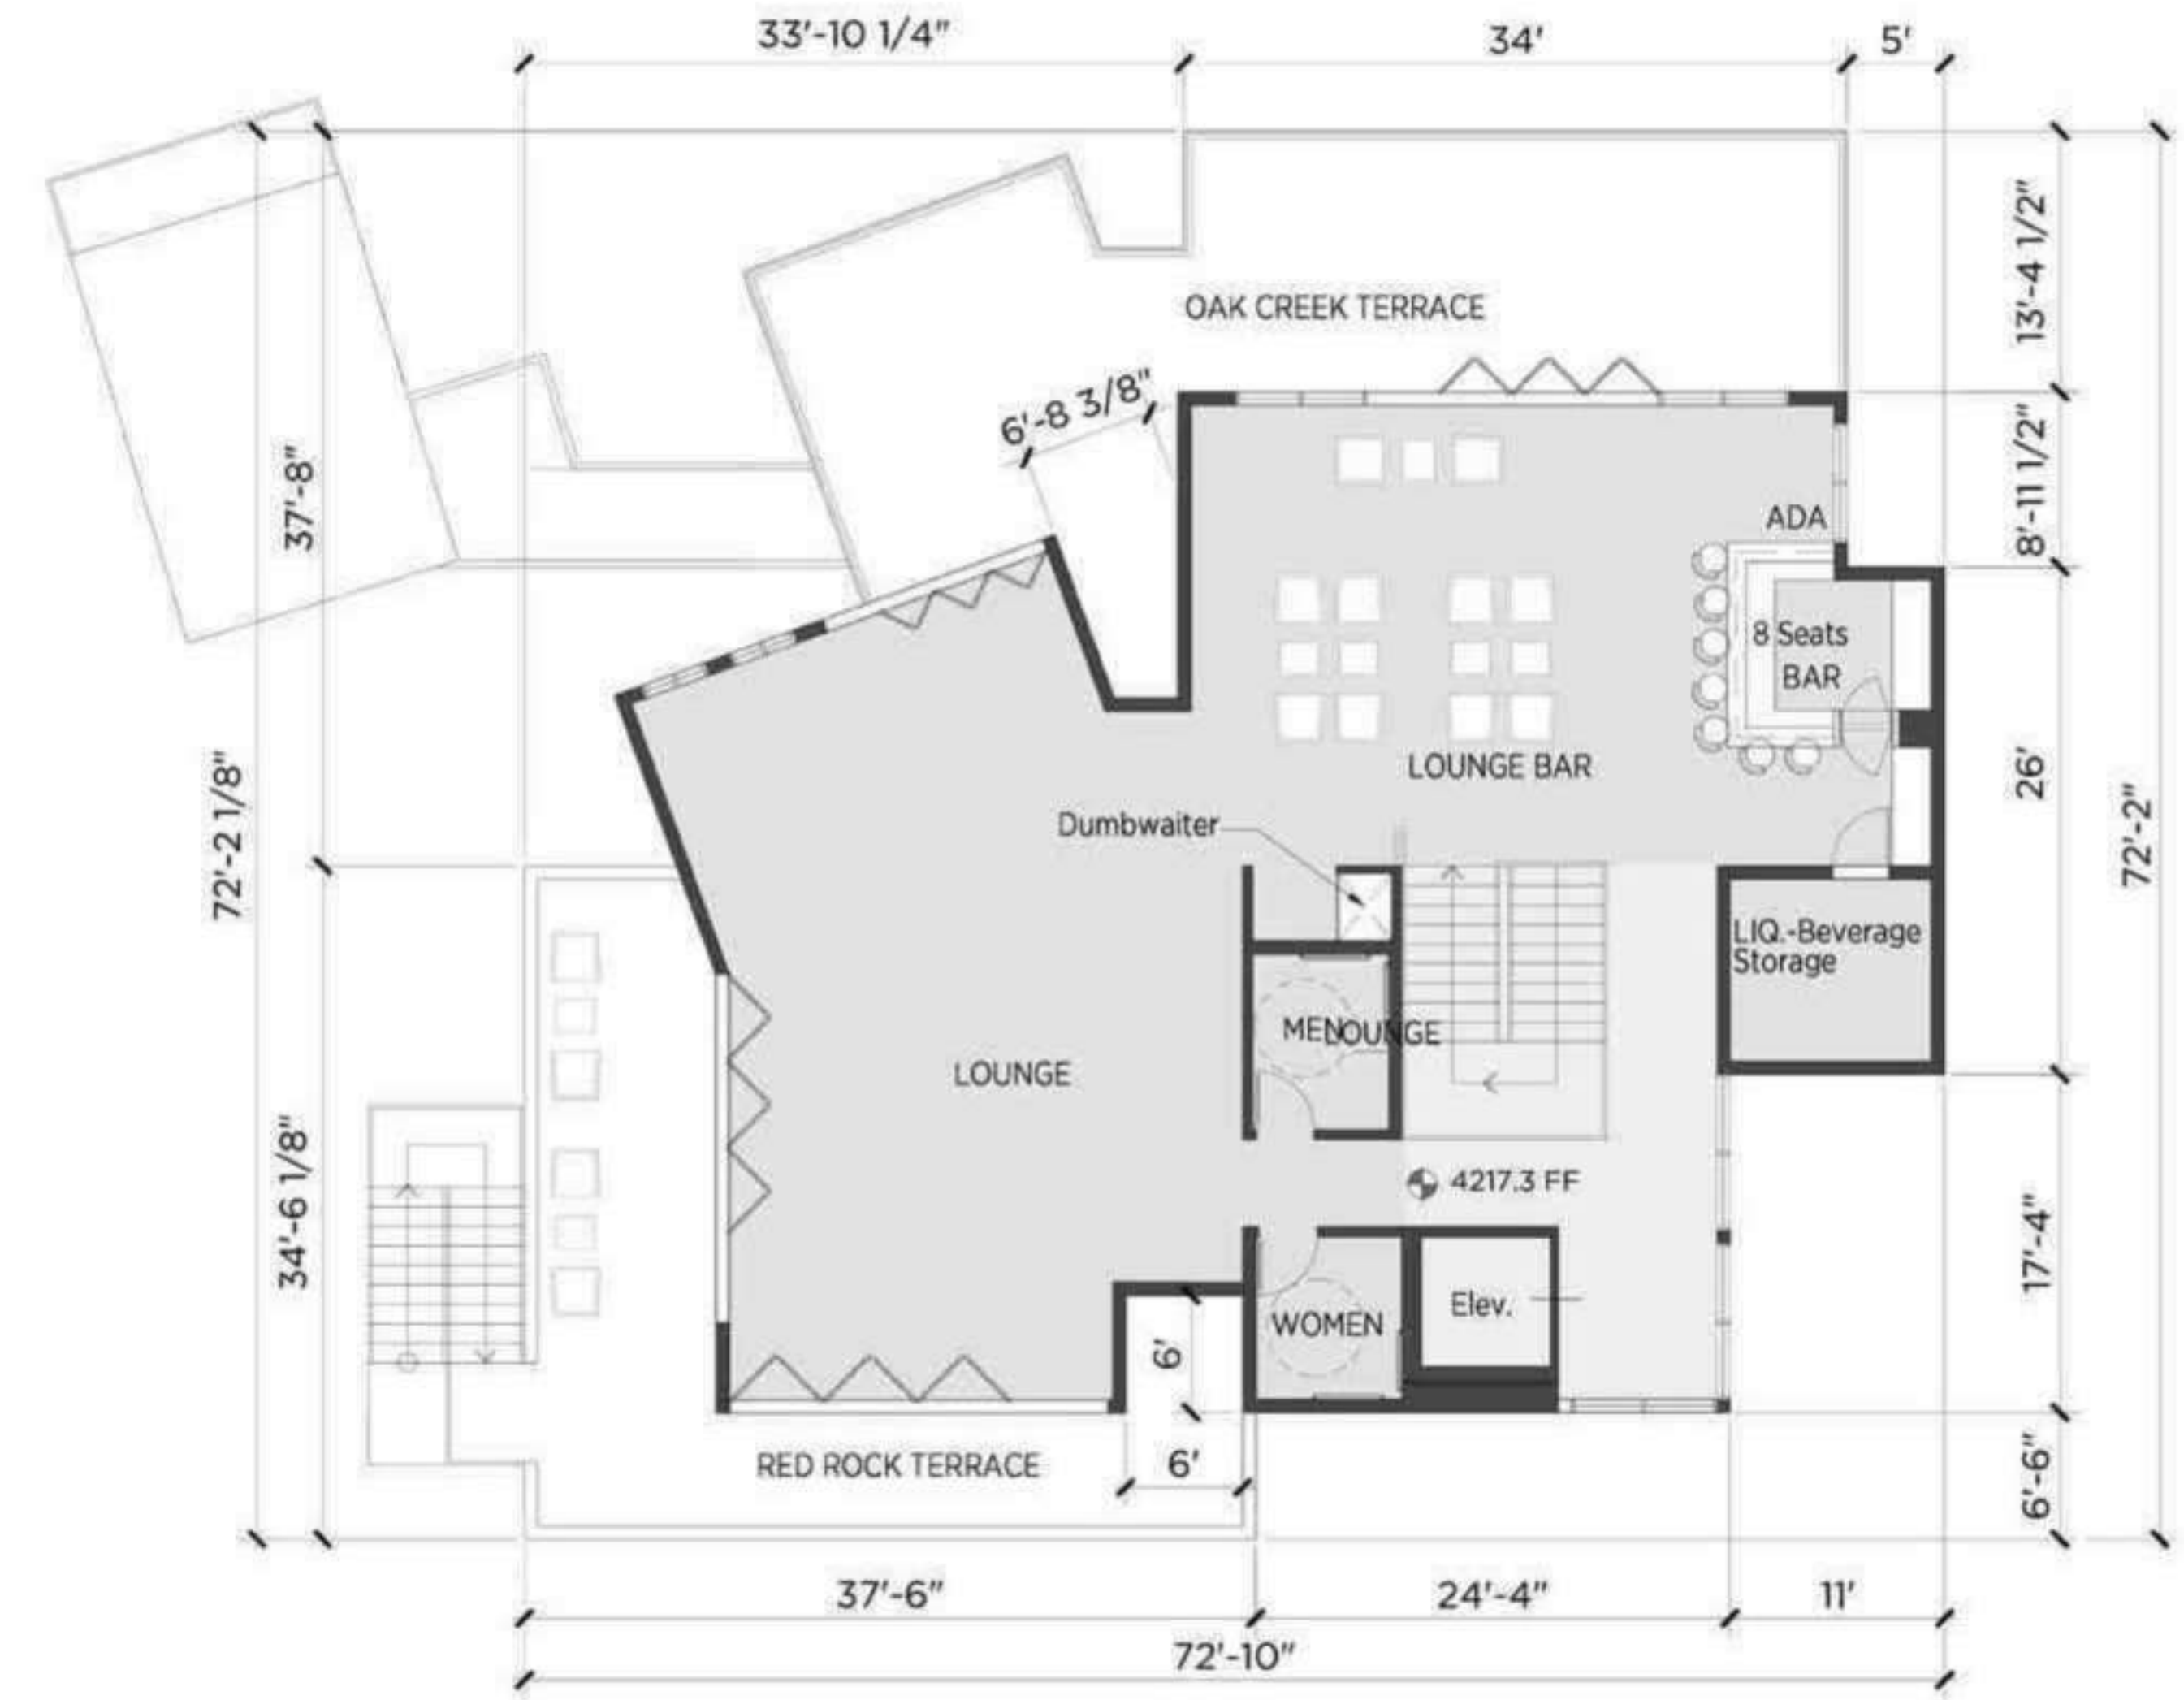 33'-10 1/4"
34'
5'
13'-4 1/2"
OAK CREEK TERRACE
6'-8 3/8"
8'-11 1/2"
37'-8"
ADA
8 Seats
BAR
LOUNGE BAR
26'
72'-2 1/8"
72'-2"
Dumbwaiter
LIQ.-Beverage
Storage
MEN
LOUNGE
LOUNGE
34'-6 1/8"
4217.3 FF
17'-4"
Elev.
WOMEN
6'
RED ROCK TERRACE
6'
6'-6"
37'-6"
24'-4"
11'
72'-10"